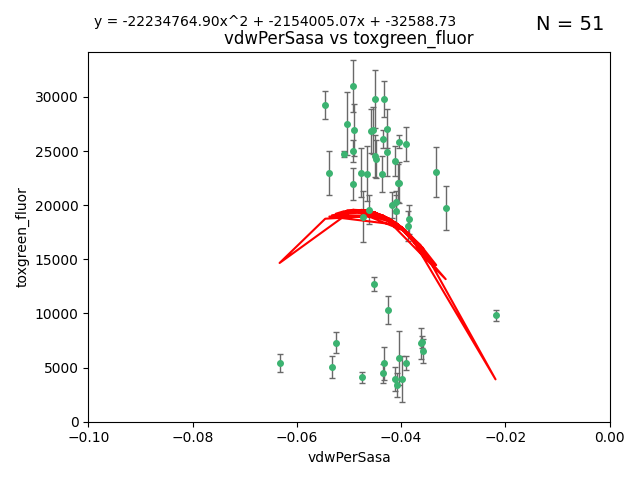 y = -22234764.90x^2 + -2154005.07x + -32588.73
N = 51
vdwPerSasa vs toxgreen_fluor
toxgreen_fluor
30000
25000
20000
15000
10000
5000
0
−0.10
−0.08
−0.06
−0.04
−0.02
0.00
vdwPerSasa